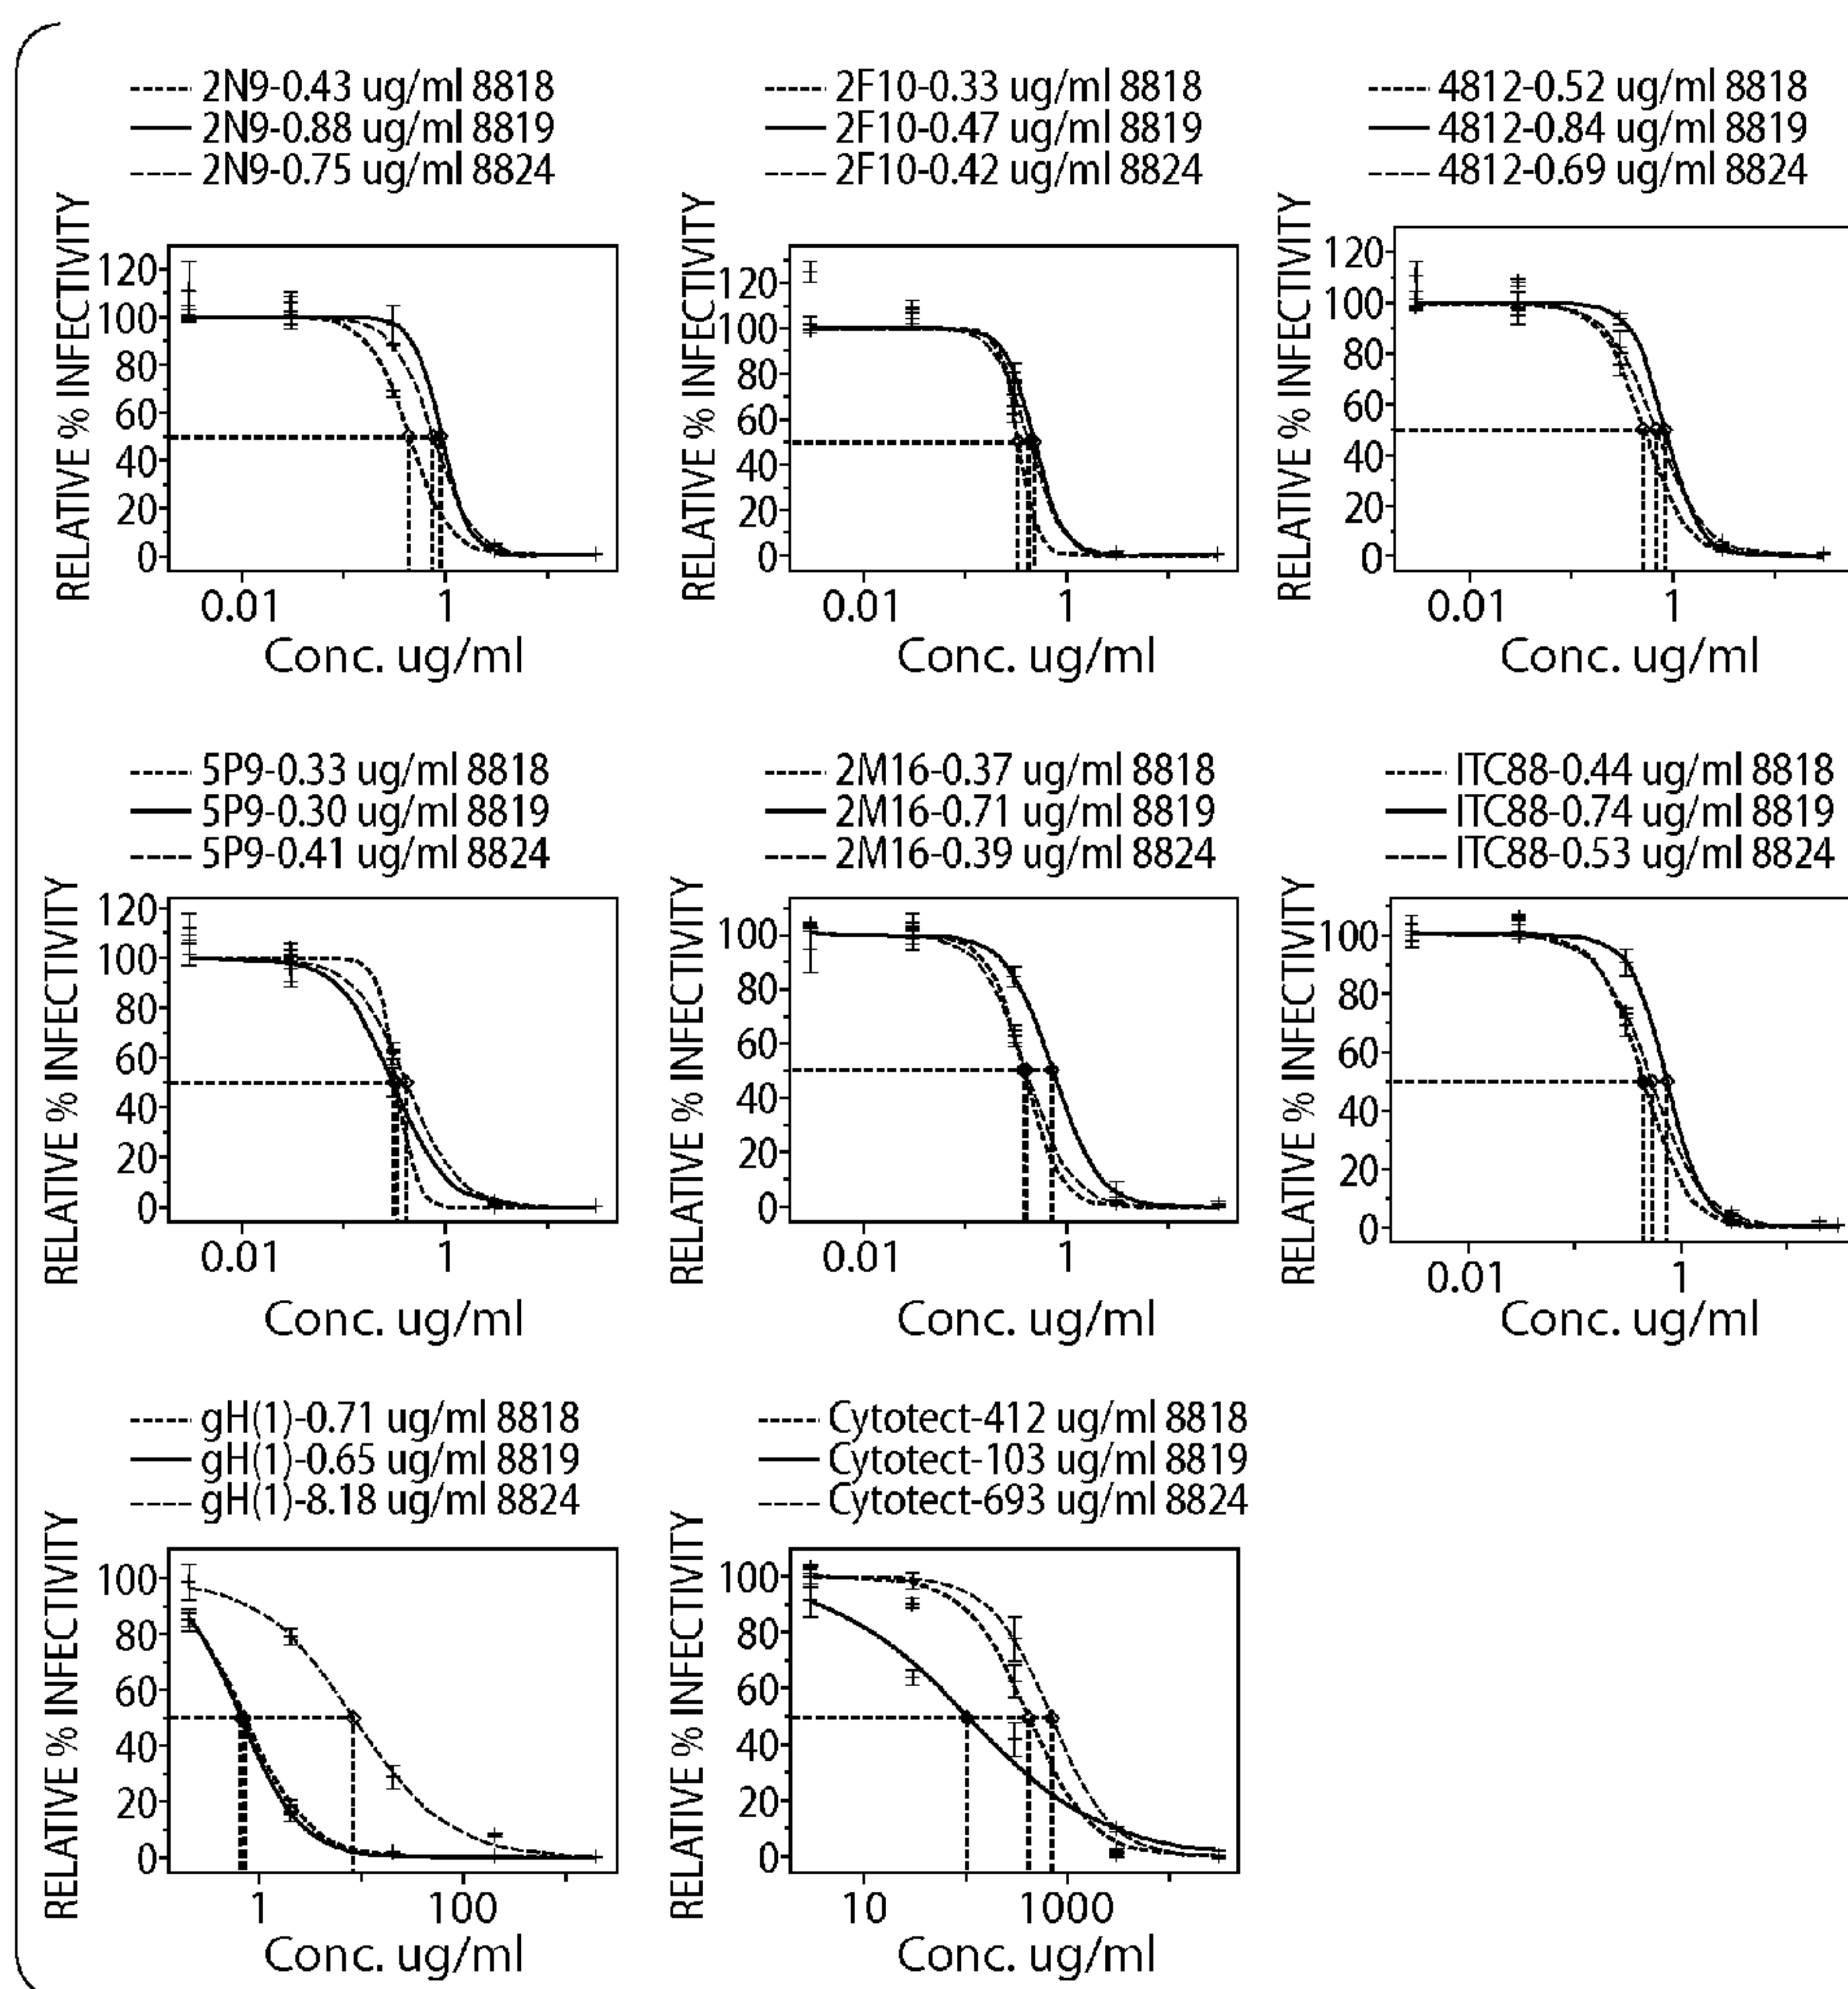 2N9-0.43 ug/ml 8818
2N9-0.88 ug/ml 8819
2N9-0.75 ug/ml 8824
RELATIVE % INFECTIVITY
120
100
80
60
40
20
0
0.01
1
Conc. ug/ml
2F10-0.33 ug/ml 8818
2F10-0.47 ug/ml 8819
2F10-0.42 ug/ml 8824
RELATIVE % INFECTIVITY
120
100
80
60
40
20
0
0.01
1
Conc. ug/ml
4812-0.52 ug/ml 8818
4812-0.84 ug/ml 8819
4812-0.69 ug/ml 8824
RELATIVE % INFECTIVITY
120
100
80
60
40
20
0
0.01
1
Conc. ug/ml
5P9-0.33 ug/ml 8818
5P9-0.30 ug/ml 8819
5P9-0.41 ug/ml 8824
RELATIVE % INFECTIVITY
120
100
80
60
40
20
0
0.01
1
Conc. ug/ml
2M16-0.37 ug/ml 8818
2M16-0.71 ug/ml 8819
2M16-0.39 ug/ml 8824
RELATIVE % INFECTIVITY
100
80
60
40
20
0
0.01
1
Conc. ug/ml
ITC88-0.44 ug/ml 8818
ITC88-0.74 ug/ml 8819
ITC88-0.53 ug/ml 8824
RELATIVE % INFECTIVITY
100
80
60
40
20
0
0.01
1
Conc. ug/ml
gH(1)-0.71 ug/ml 8818
gH(1)-0.65 ug/ml 8819
gH(1)-8.18 ug/ml 8824
RELATIVE % INFECTIVITY
100
80
60
40
20
0
1
100
Conc. ug/ml
Cytotect-412 ug/ml 8818
Cytotect-103 ug/ml 8819
Cytotect-693 ug/ml 8824
RELATIVE % INFECTIVITY
100
80
60
40
20
0
10
1000
Conc. ug/ml